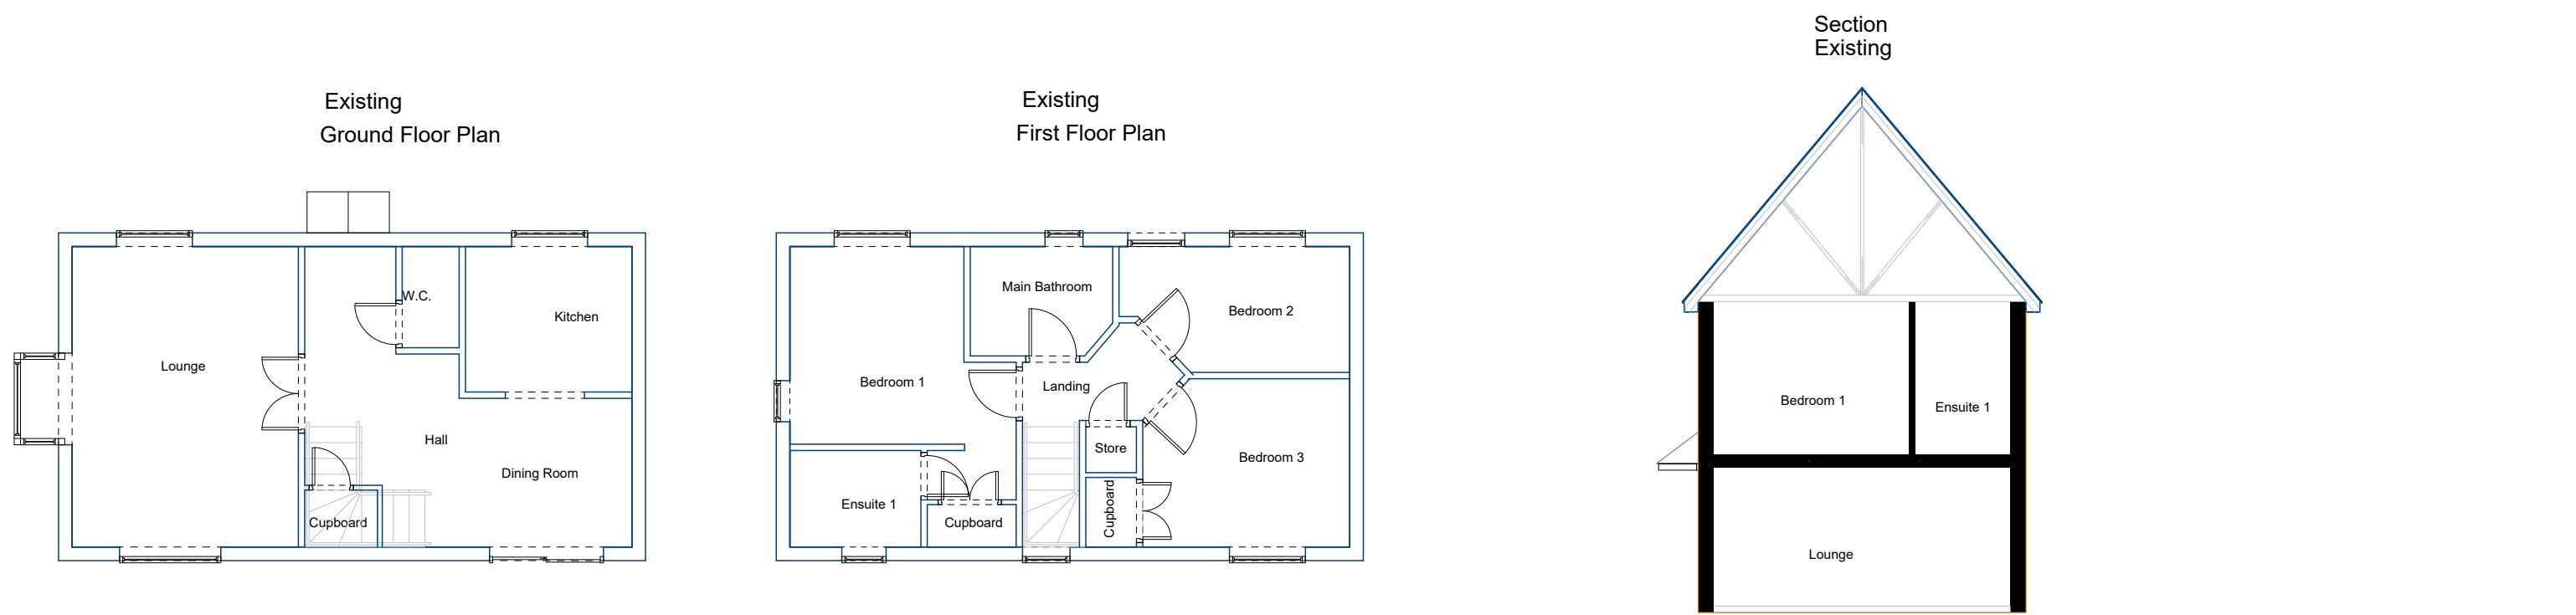 Existing
Ground Floor Plan
W.C.
Kitchen
Lounge
Hall
Dining Room
Cupboard
Existing
First Floor Plan
Main Bathroom
Bedroom 2
Bedroom 1
Landing
Store
Bedroom 3
Ensuite 1
Cupboard
Cupboard
Section
Existing
Bedroom 1
Ensuite 1
Lounge